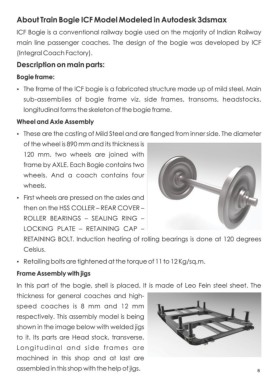 About Train Bogie ICF Model Modeled in Autodesk 3dsmax
ICF Bogie is a conventional railway bogie used on the majority of Indian Railway
main line passenger coaches. The design of the bogie was developed by ICF
(Integral Coach Factory).
Description on main parts:
Bogie frame:
• The frame of the ICF bogie is a fabricated structure made up of mild steel. Main
sub-assemblies of bogie frame viz. side frames, transoms, headstocks,
longitudinal forms the skeleton of the bogie frame.
Wheel and Axle Assembly
• These are the casting of Mild Steel and are flanged from inner side. The diameter
of the wheel is 890 mm and its thickness is
120 mm. two wheels are joined with
frame by AXLE. Each Bogie contains two
wheels. And a coach contains four
wheels.
• First wheels are pressed on the axles and
then on the HSS COLLER – REAR COVER –
ROLLER BEARINGS – SEALING RING –
LOCKING PLATE – RETAINING CAP –
RETAINING BOLT. Induction heating of rolling bearings is done at 120 degrees
Celsius.
• Retailing bolts are tightened at the torque of 11 to 12 Kg/sq.m.
Frame Assembly with Jigs
In this part of the bogie, shell is placed. It is made of Leo Fein steel sheet. The
thickness for general coaches and high-
speed coaches is 8 mm and 12 mm
respectively. This assembly model is being
shown in the image below with welded jigs
to it. Its parts are Head stock, transverse,
Longitudinal and side frames are
machined in this shop and at last are
assembled in this shop with the help of jigs.